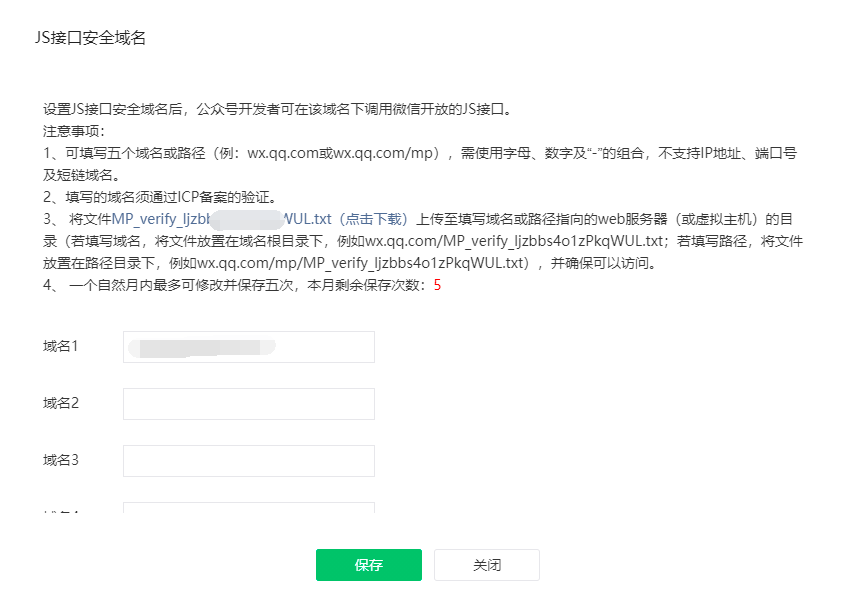 JS接口安全域名
设置JS接口安全域名后，公众号开发者可在该域名下调用微信开放的JS接口。
注意事项：
1、可填写五个域名或路径（例：wx.qq.com或wx.qq.com/mp），需使用字母、数字及“-”的组合，不支持IP地址、端口号
及短链域名。
2、填写的域名须通过ICP备案的验证。
3、 将文件MP_verify_ljzbb WUL.txt（点击下载）上传至填写域名或路径指向的web服务器（或虚拟主机）的目
录（若填写域名，将文件放置在域名根目录下，例如wx.qq.com/MP_verify_ljzbbs4o1zPkqWUL.txt；若填写路径，将文件
放置在路径目录下，例如wx.qq.com/mp/MP_verify_ljzbbs4o1zPkqWUL.txt），并确保可以访问。
4、 一个自然月内最多可修改并保存五次，本月剩余保存次数：5
域名1
域名2
域名3
保存
关闭